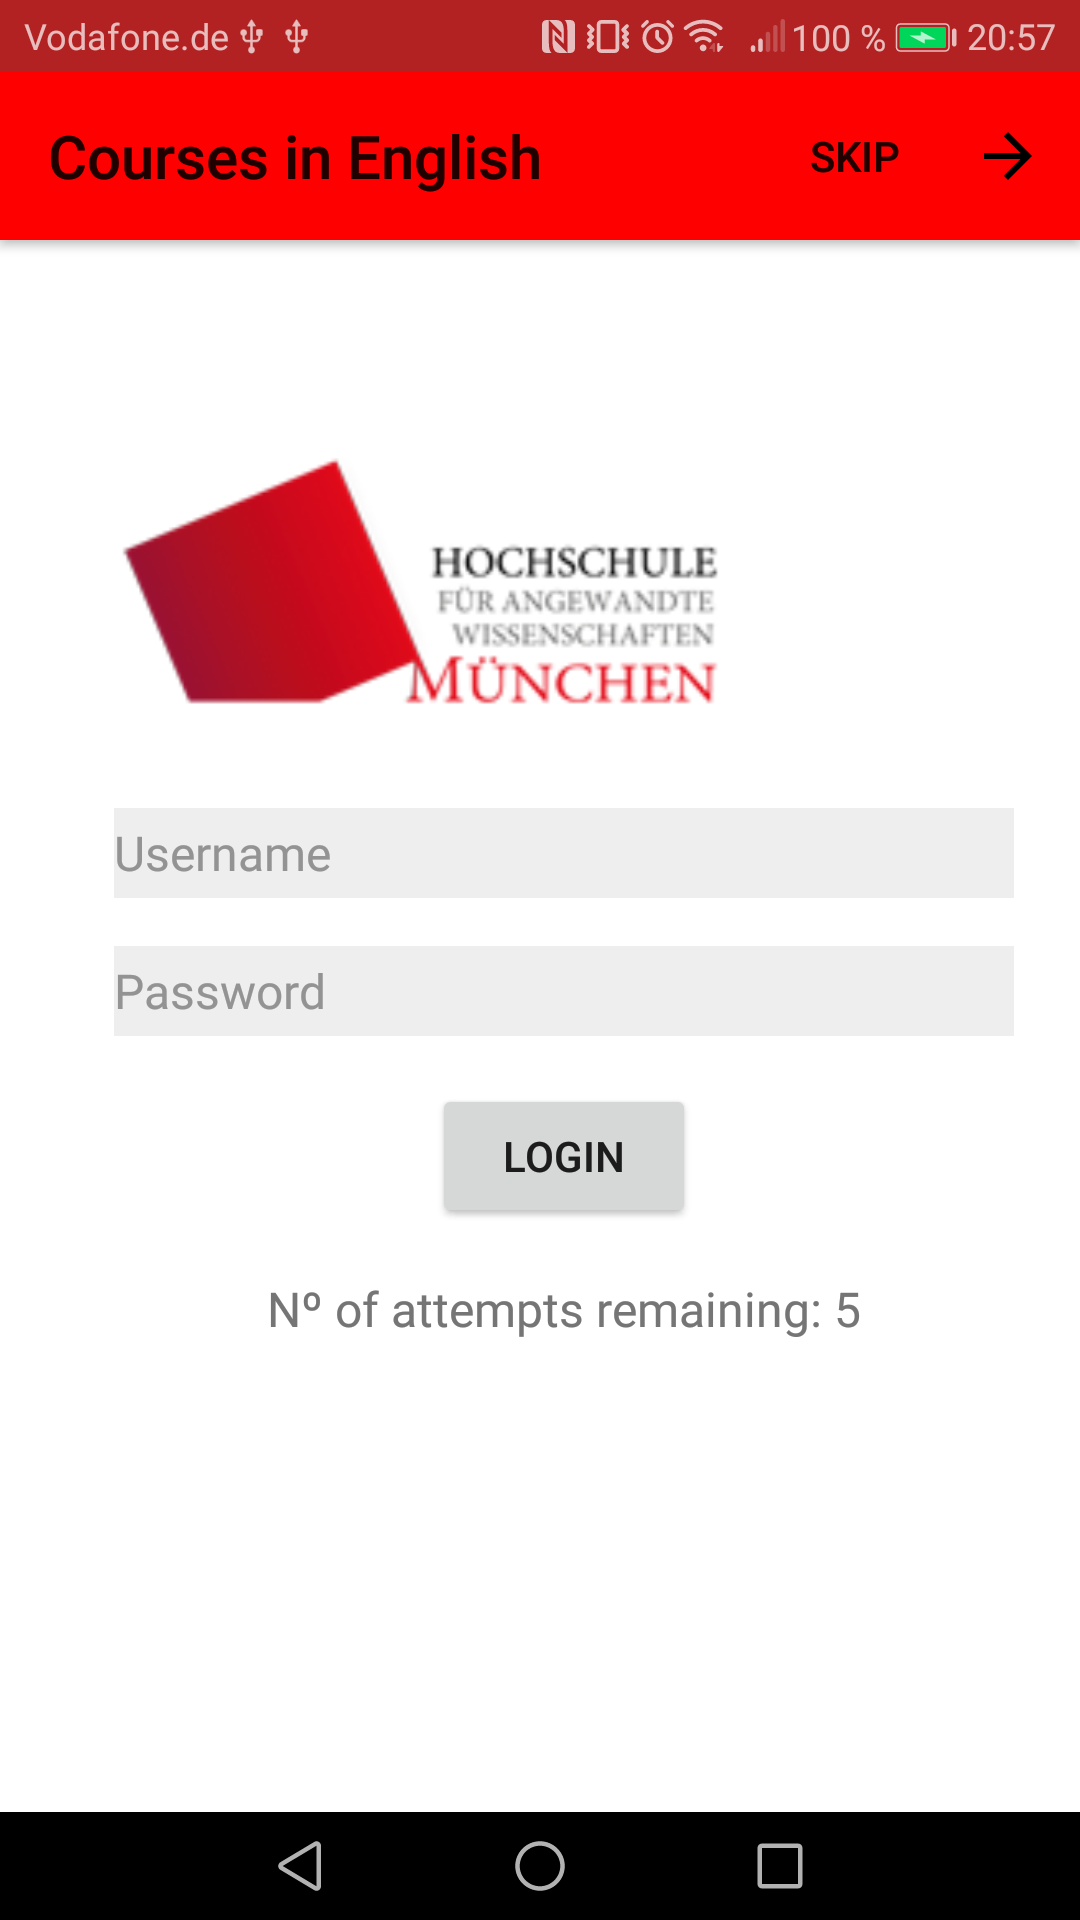 Vodafone.de 100 % 20:57
Courses in English SKIP
HOCHSCHULE
FÜR ANGEWANDTE
WISSENSCHAFTEN
MÜNCHEN
Username
Password
LOGIN
Nº of attempts remaining: 5